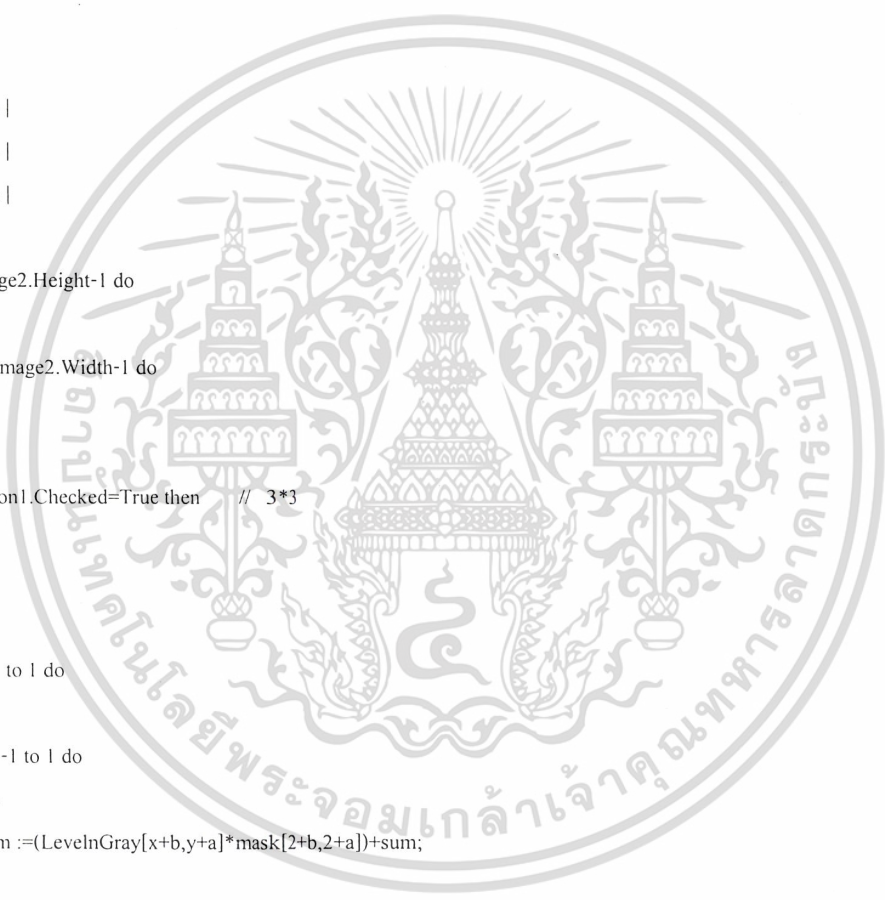 |
|
|
ge2.Height-1 do
mage2.Width-1 do
on1.Checked=True then // 3*3
to 1 do
-1 to 1 do
m :=(LevelnGray[x+b,y+a]*mask[2+b,2+a])+sum;
สถาบันเทคโนโลยีพระจอมเกล้าเจ้าคุณทหารลาดกระบัง
๔